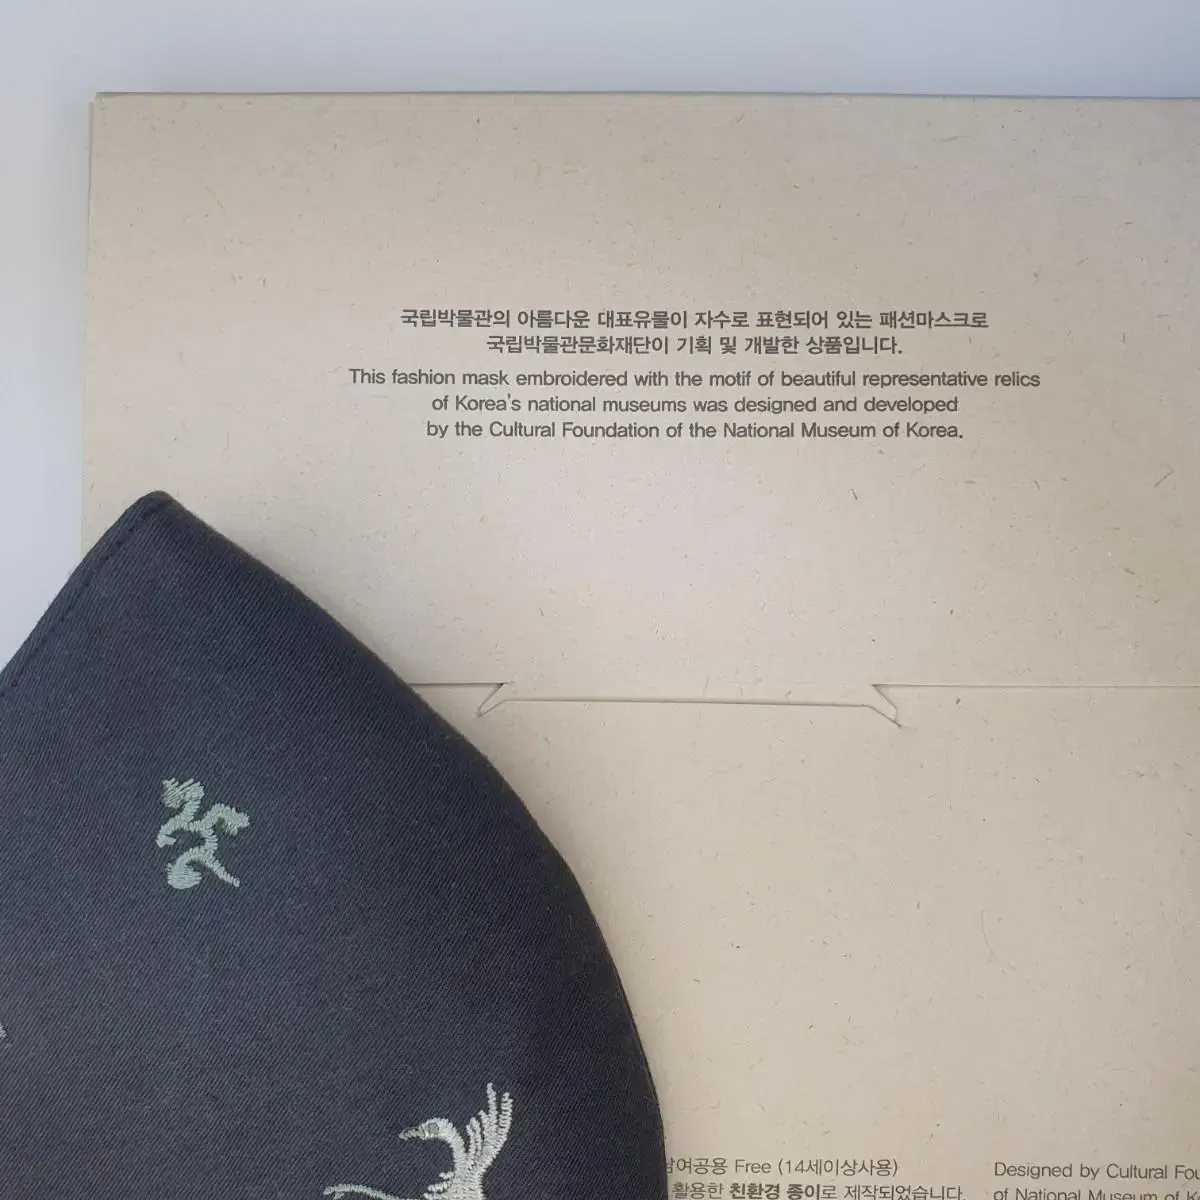 국립박물관의 아름다운 대표유물이 자수로 표현되어 있는 패션마스크로
국립박물관문화재단이 기획 및 개발한 상품입니다.
This fashion mask embroidered with the motif of beautiful representative relics
of Korea's national museums was designed and developed
by the Cultural Foundation of the National Museum of Korea.
Free (14세이상사용)
활용한 친환경 종이로 제작되었습니다.
Designed by Cultural
of National Museum of